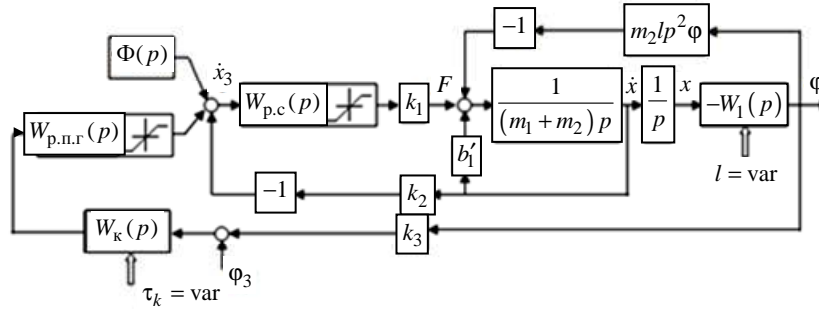 −1
m₂lp²φ
Φ(p)
ẋ₃
W_р.с(p)
k₁
F
1/((m₁ + m₂)p)
ẋ
1/p
x
−W₁(p)
φ
W_р.п.г(p)
b′₁
l = var
−1
k₂
W_к(p)
k₃
φ₃
τ_k = var